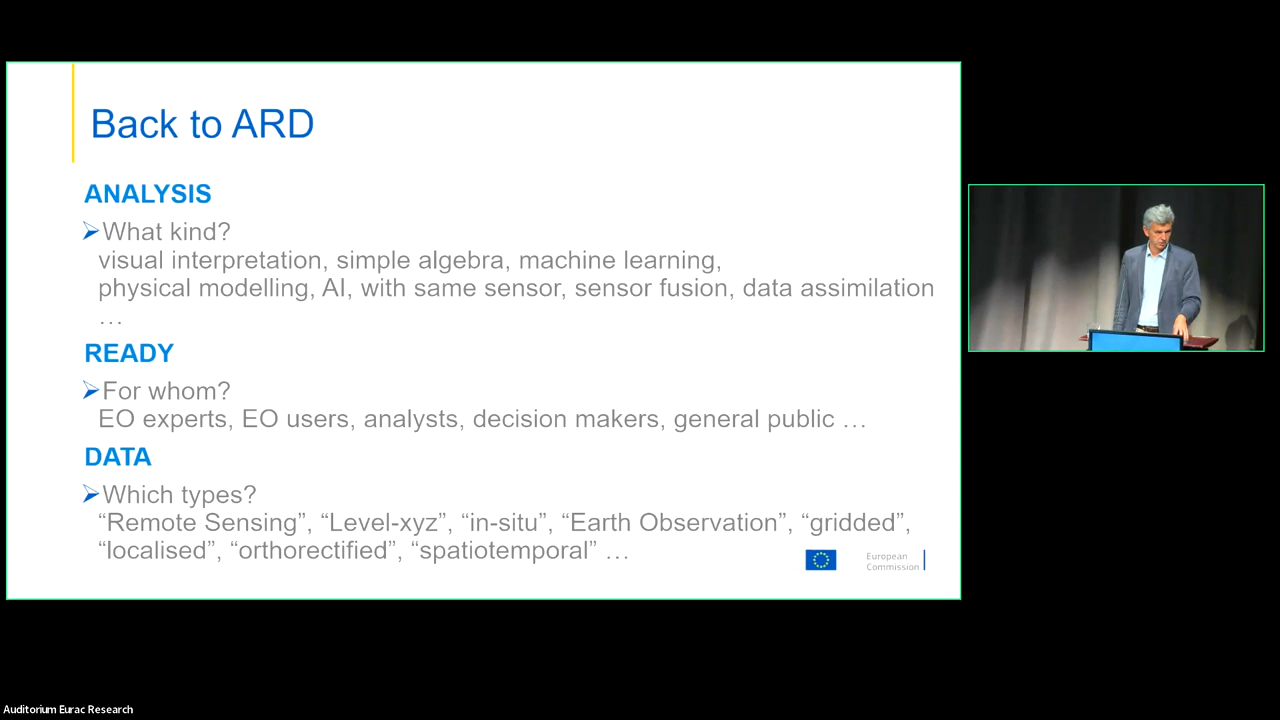 Back to ARD
ANALYSIS
What kind?
visual interpretation, simple algebra, machine learning,
physical modelling, AI, with same sensor, sensor fusion, data assimilation
…
READY
For whom?
EO experts, EO users, analysts, decision makers, general public …
DATA
Which types?
“Remote Sensing”, “Level-xyz”, “in-situ”, “Earth Observation”, “gridded”,
“localised”, “orthorectified”, “spatiotemporal” …
European
Commission
Auditorium Eurac Research